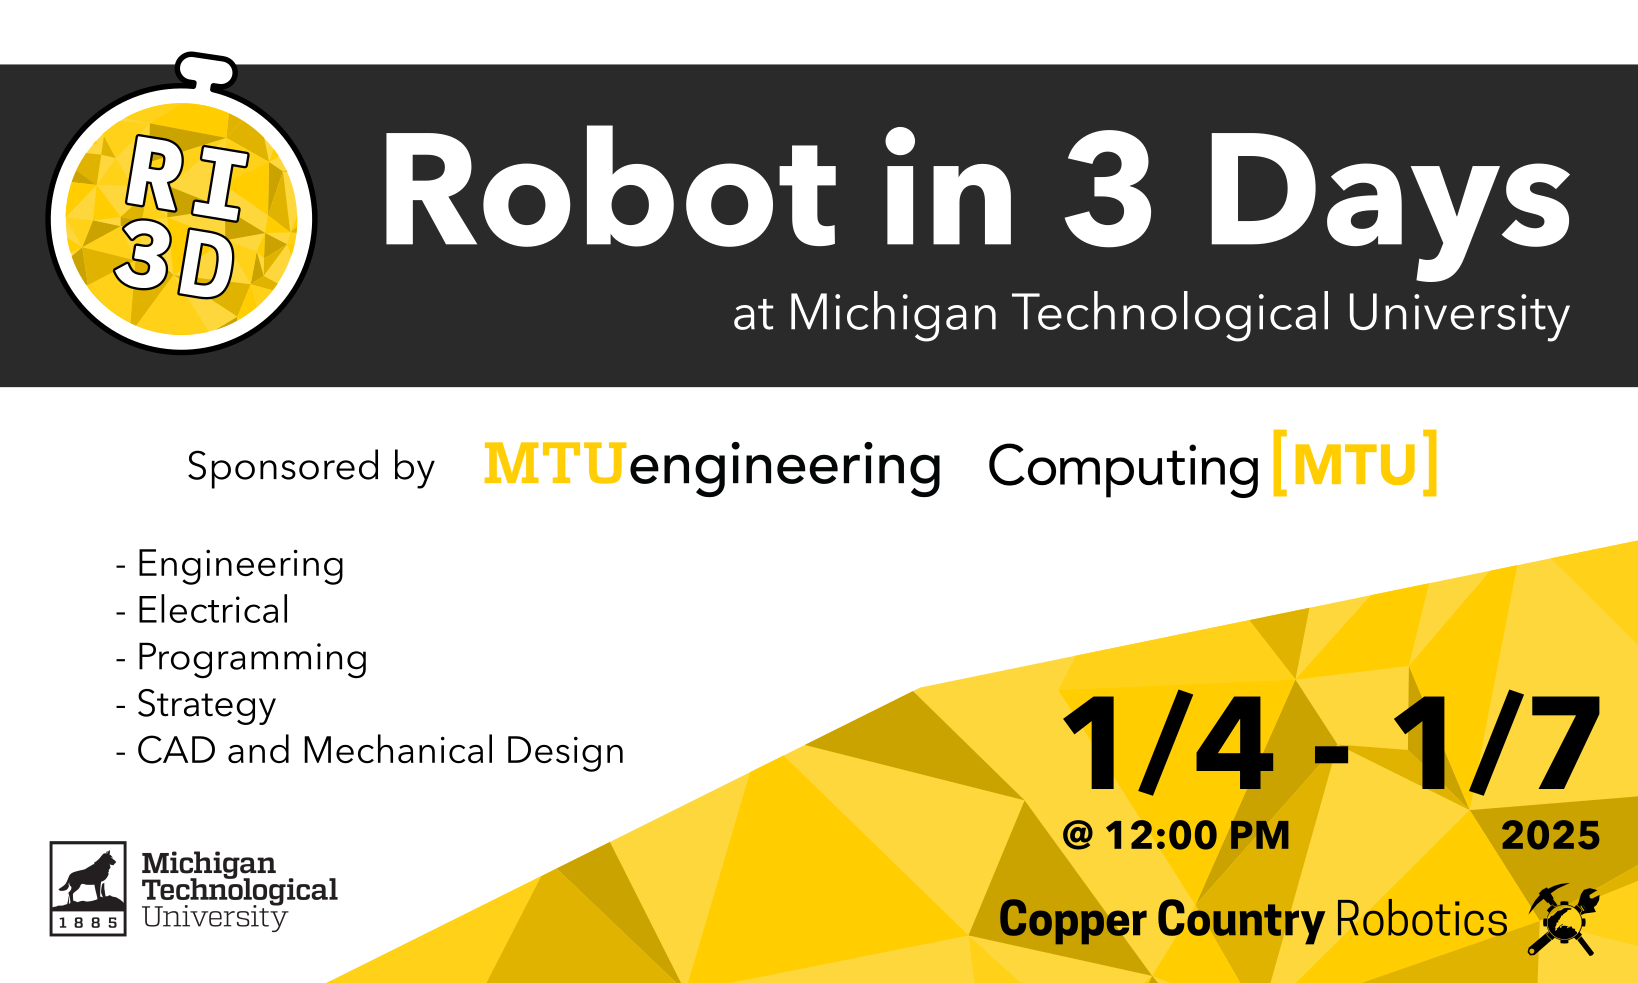 RI
3D
Robot in 3 Days
at Michigan Technological University
Sponsored by MTUengineering Computing [MTU]
- Engineering
- Electrical
- Programming
- Strategy
- CAD and Mechanical Design
1/4 - 1/7
@ 12:00 PM 2025
1885
Michigan
Technological
University
Copper Country Robotics